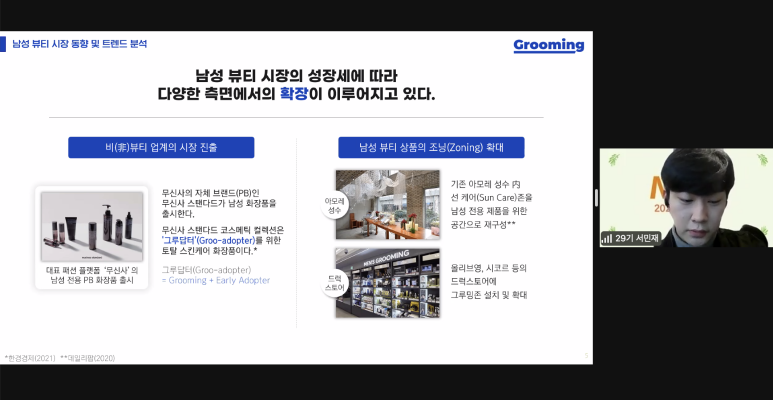 남성 뷰티 시장 동향 및 트렌드 분석
Grooming
남성 뷰티 시장의 성장세에 따라
다양한 측면에서의 확장이 이루어지고 있다.
비(非)뷰티 업계의 시장 진출
대표 패션 플랫폼 '무신사'의
남성 전용 PB 화장품 출시
무신사의 자체 브랜드(PB)인
무신사 스탠다드가 남성 화장품을
출시한다.
무신사 스탠다드 코스메틱 컬렉션은
'그루답터'(Groo-adopter)를 위한
토탈 스킨케어 화장품이다.*
그루답터(Groo-adopter)
= Grooming + Early Adopter
남성 뷰티 상품의 조닝(Zoning) 확대
아모레
성수
기존 아모레 성수 内
선 케어(Sun Care)존을
남성 전용 제품을 위한
공간으로 재구성**
MEN'S GROOMING
드럭
스토어
올리브영, 시코르 등의
드럭스토어에
그루밍존 설치 및 확대
*한경경제(2021) **데일리팜(2020)
29기 서민재